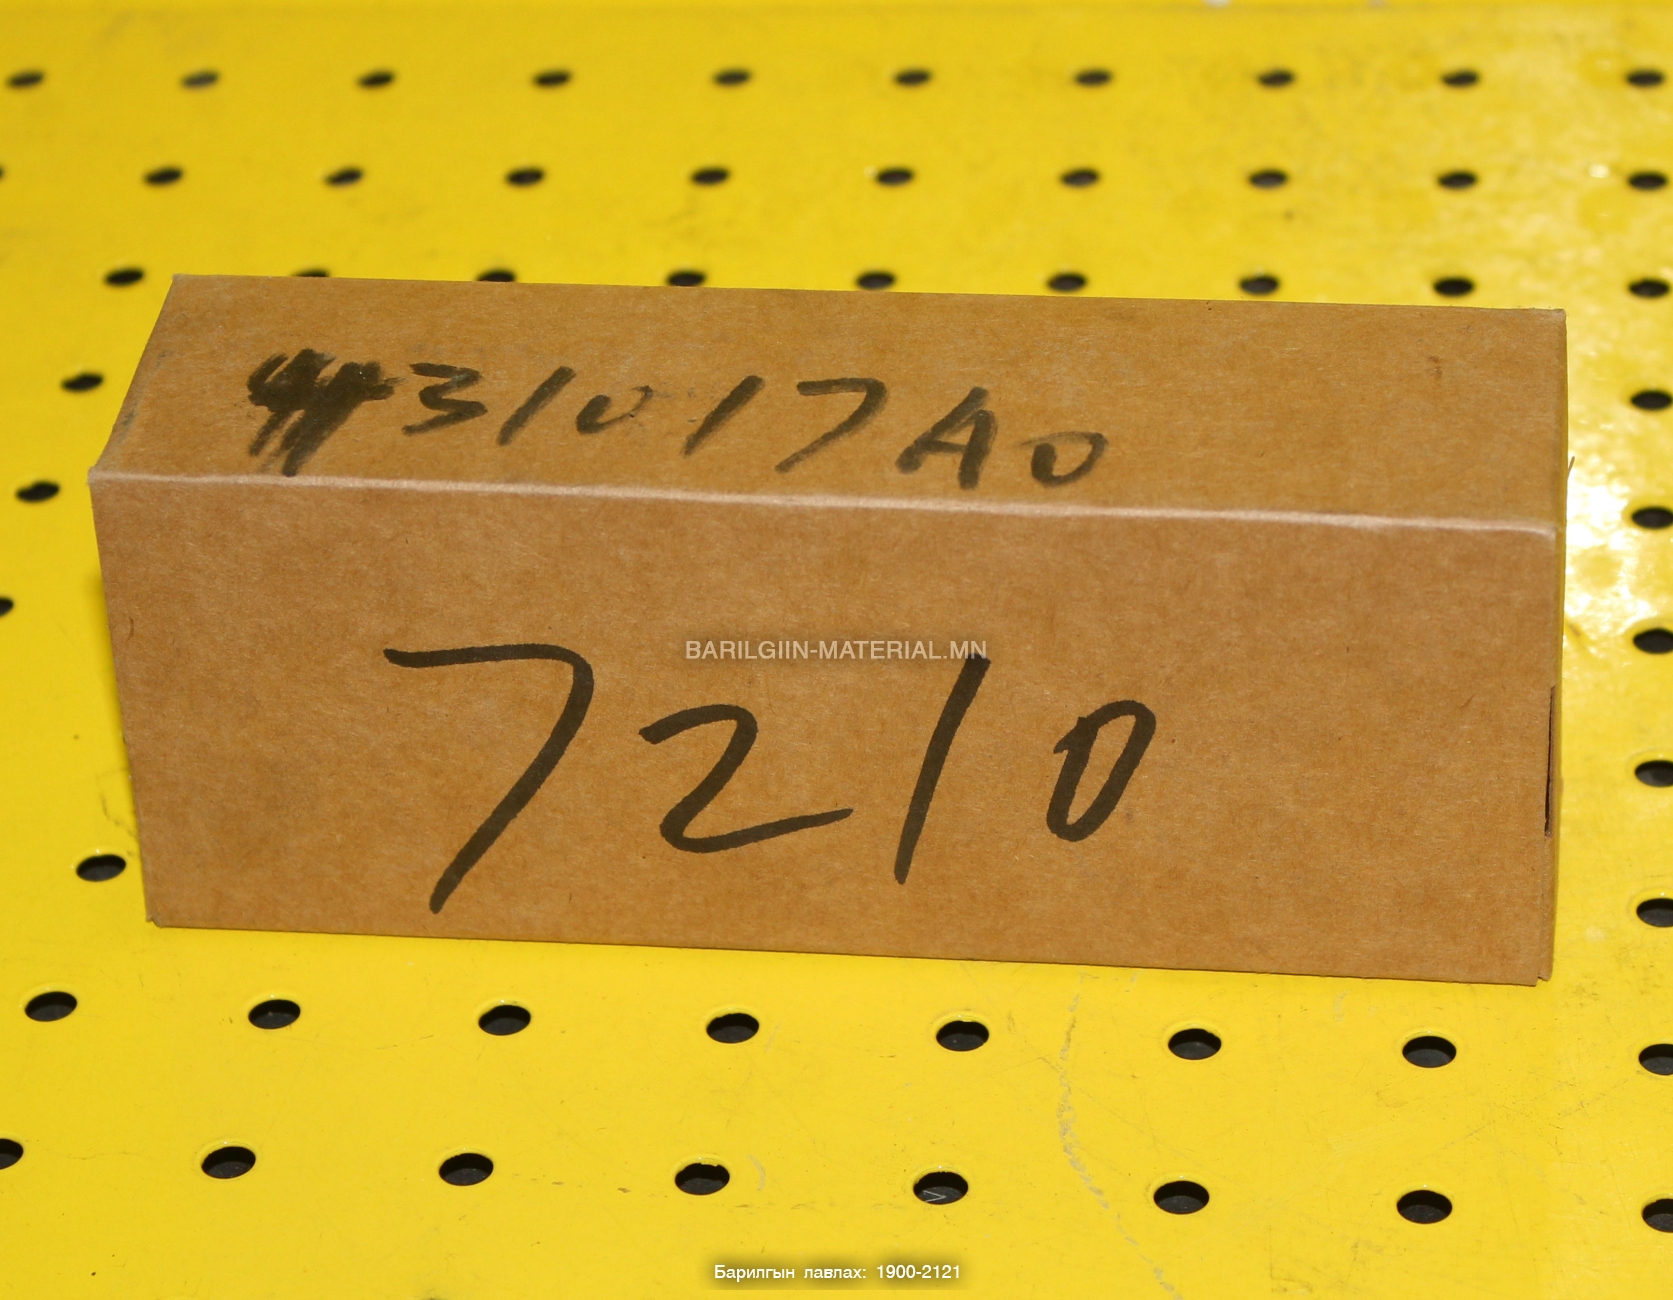 31017A0
BARILGIIN-MATERIAL.MN
7210
Барилгын лавлах: 1900-2121